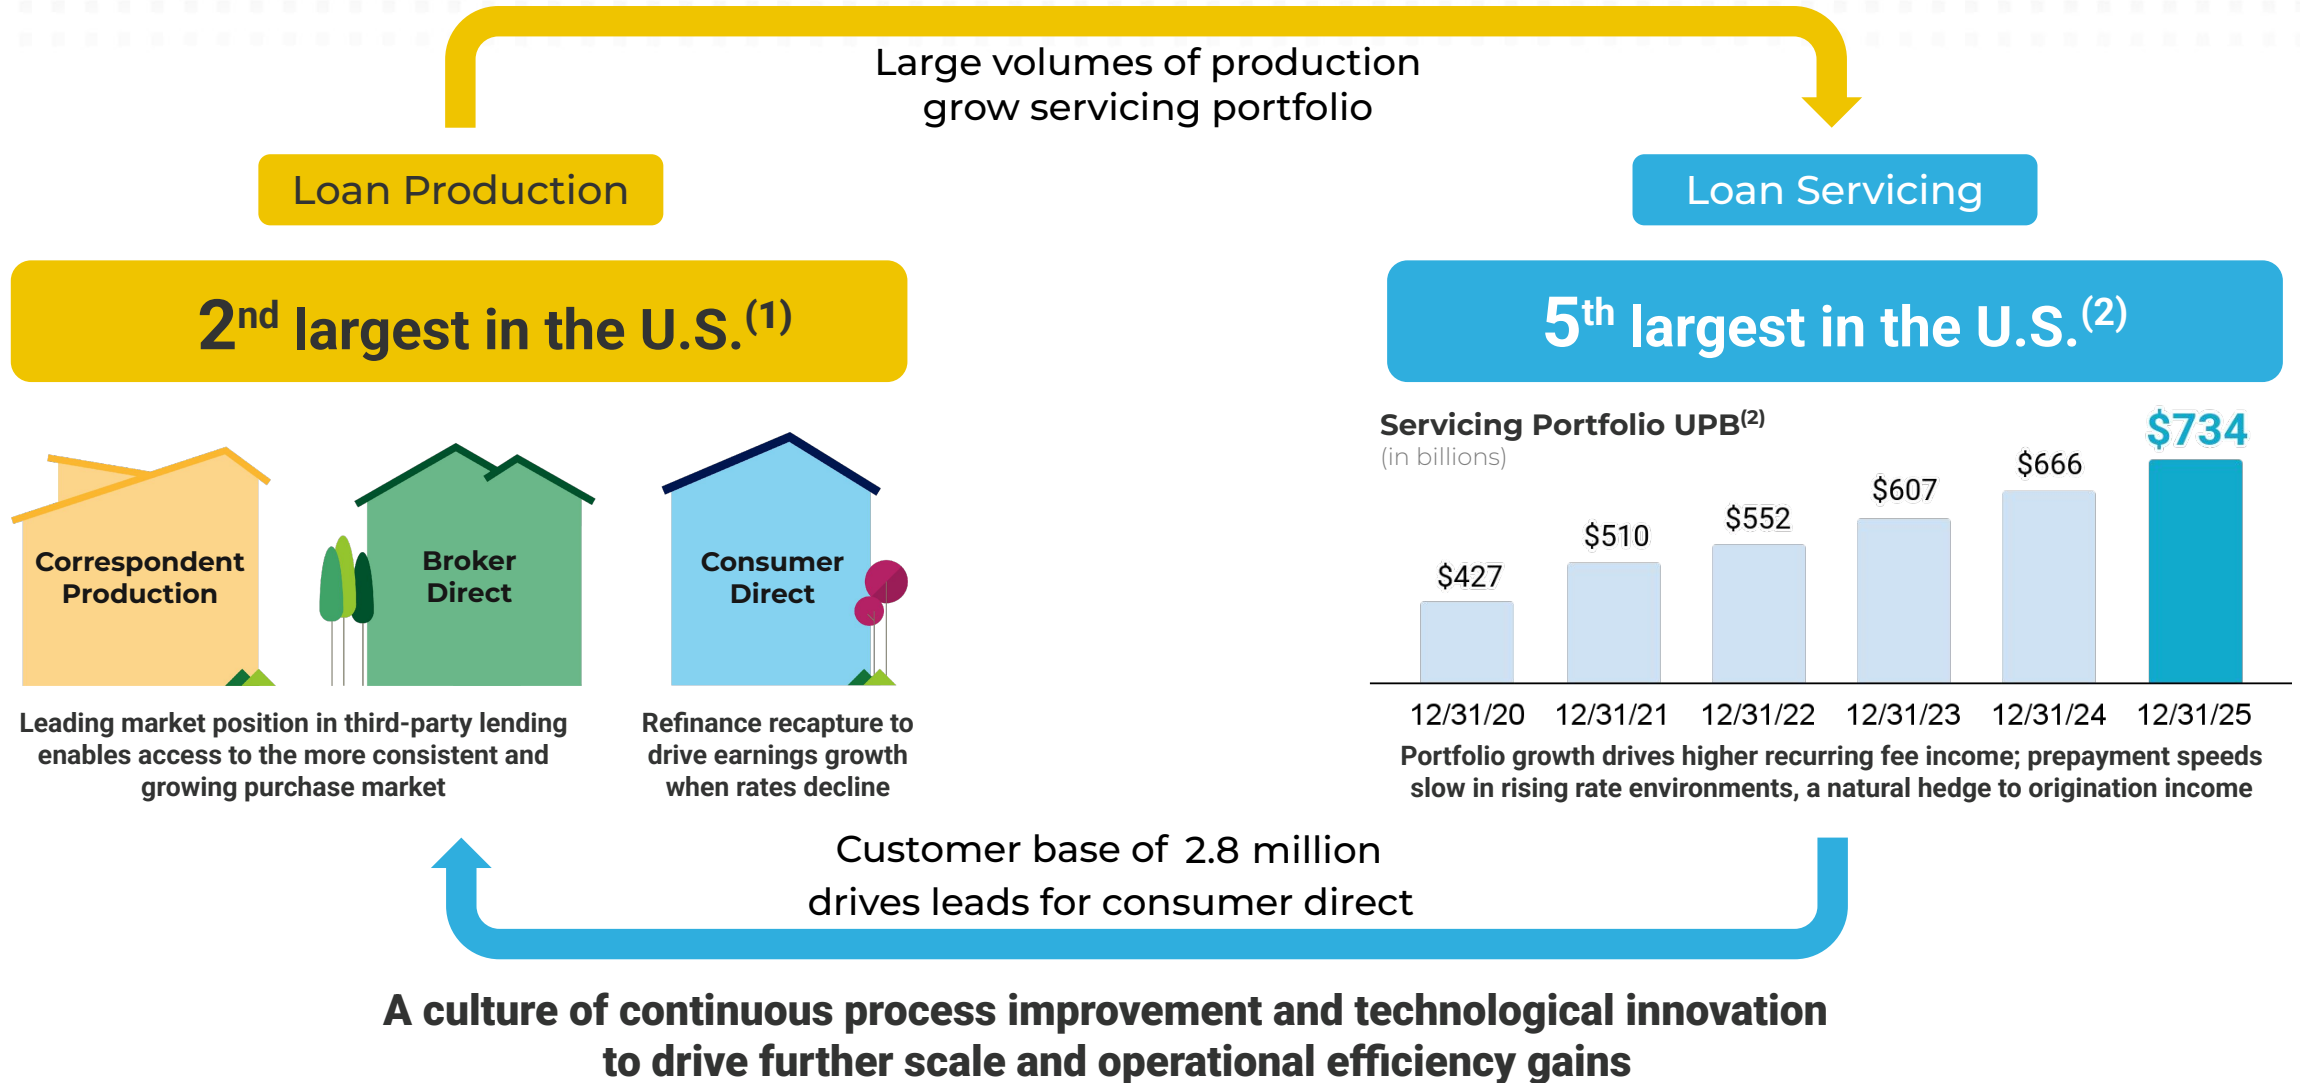 Large volumes of production
grow servicing portfolio
Loan Production
Loan Servicing
2nd largest in the U.S.(1)
5th largest in the U.S.(2)
Correspondent
Production
Broker
Direct
Consumer
Direct
Leading market position in third-party lending
enables access to the more consistent and
growing purchase market
Refinance recapture to
drive earnings growth
when rates decline
Servicing Portfolio UPB(2)
(in billions)
$427
$510
$552
$607
$666
$734
12/31/20 12/31/21 12/31/22 12/31/23 12/31/24 12/31/25
Portfolio growth drives higher recurring fee income; prepayment speeds
slow in rising rate environments, a natural hedge to origination income
Customer base of 2.8 million
drives leads for consumer direct
A culture of continuous process improvement and technological innovation
to drive further scale and operational efficiency gains